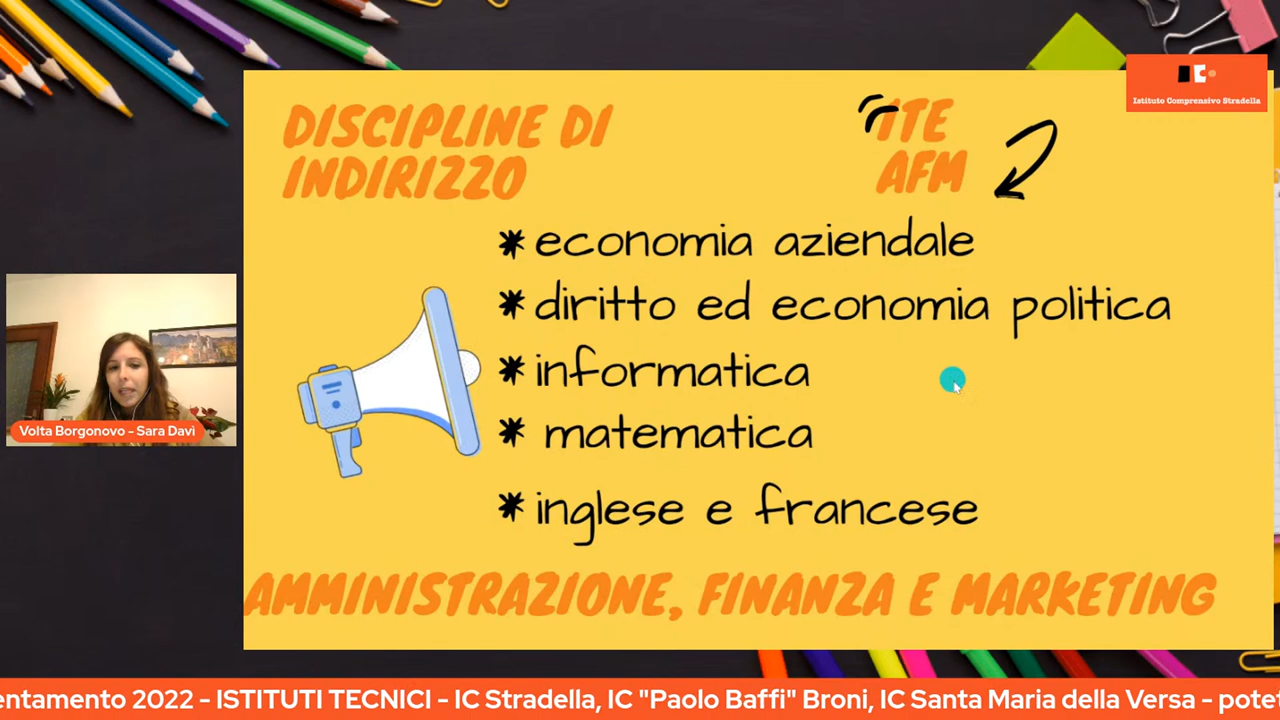 DISCIPLINE DI
INDIRIZZO
ITE
AFM
Istituto Comprensivo Stradella
* economia aziendale
* diritto ed economia politica
* informatica
* matematica
* inglese e francese
Volta Borgonovo - Sara Davì
AMMINISTRAZIONE, FINANZA E MARKETING
entamento 2022 - ISTITUTI TECNICI - IC Stradella, IC "Paolo Baffi" Broni, IC Santa Maria della Versa - potet